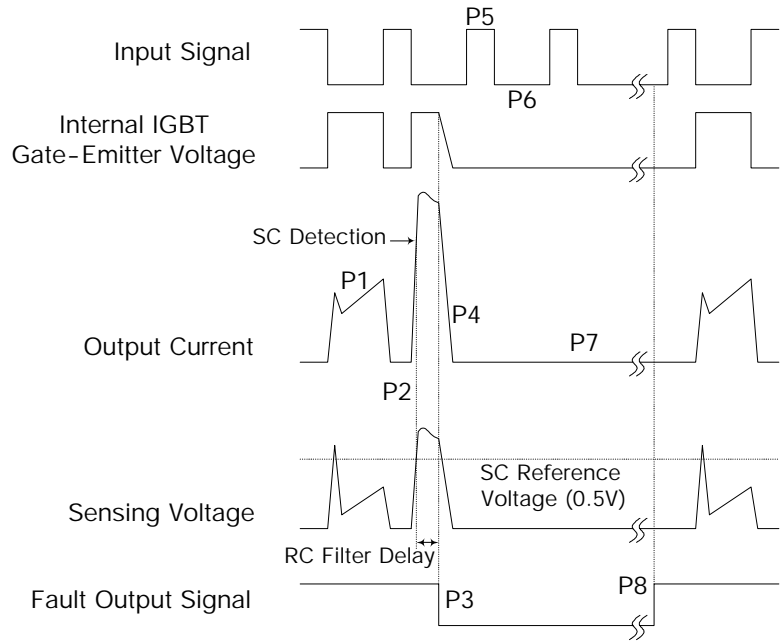 P5
Input Signal
P6
Internal IGBT
Gate-Emitter Voltage
SC Detection
P1
P4
Output Current
P7
P2
SC Reference
Voltage (0.5V)
Sensing Voltage
RC Filter Delay
Fault Output Signal
P3
P8